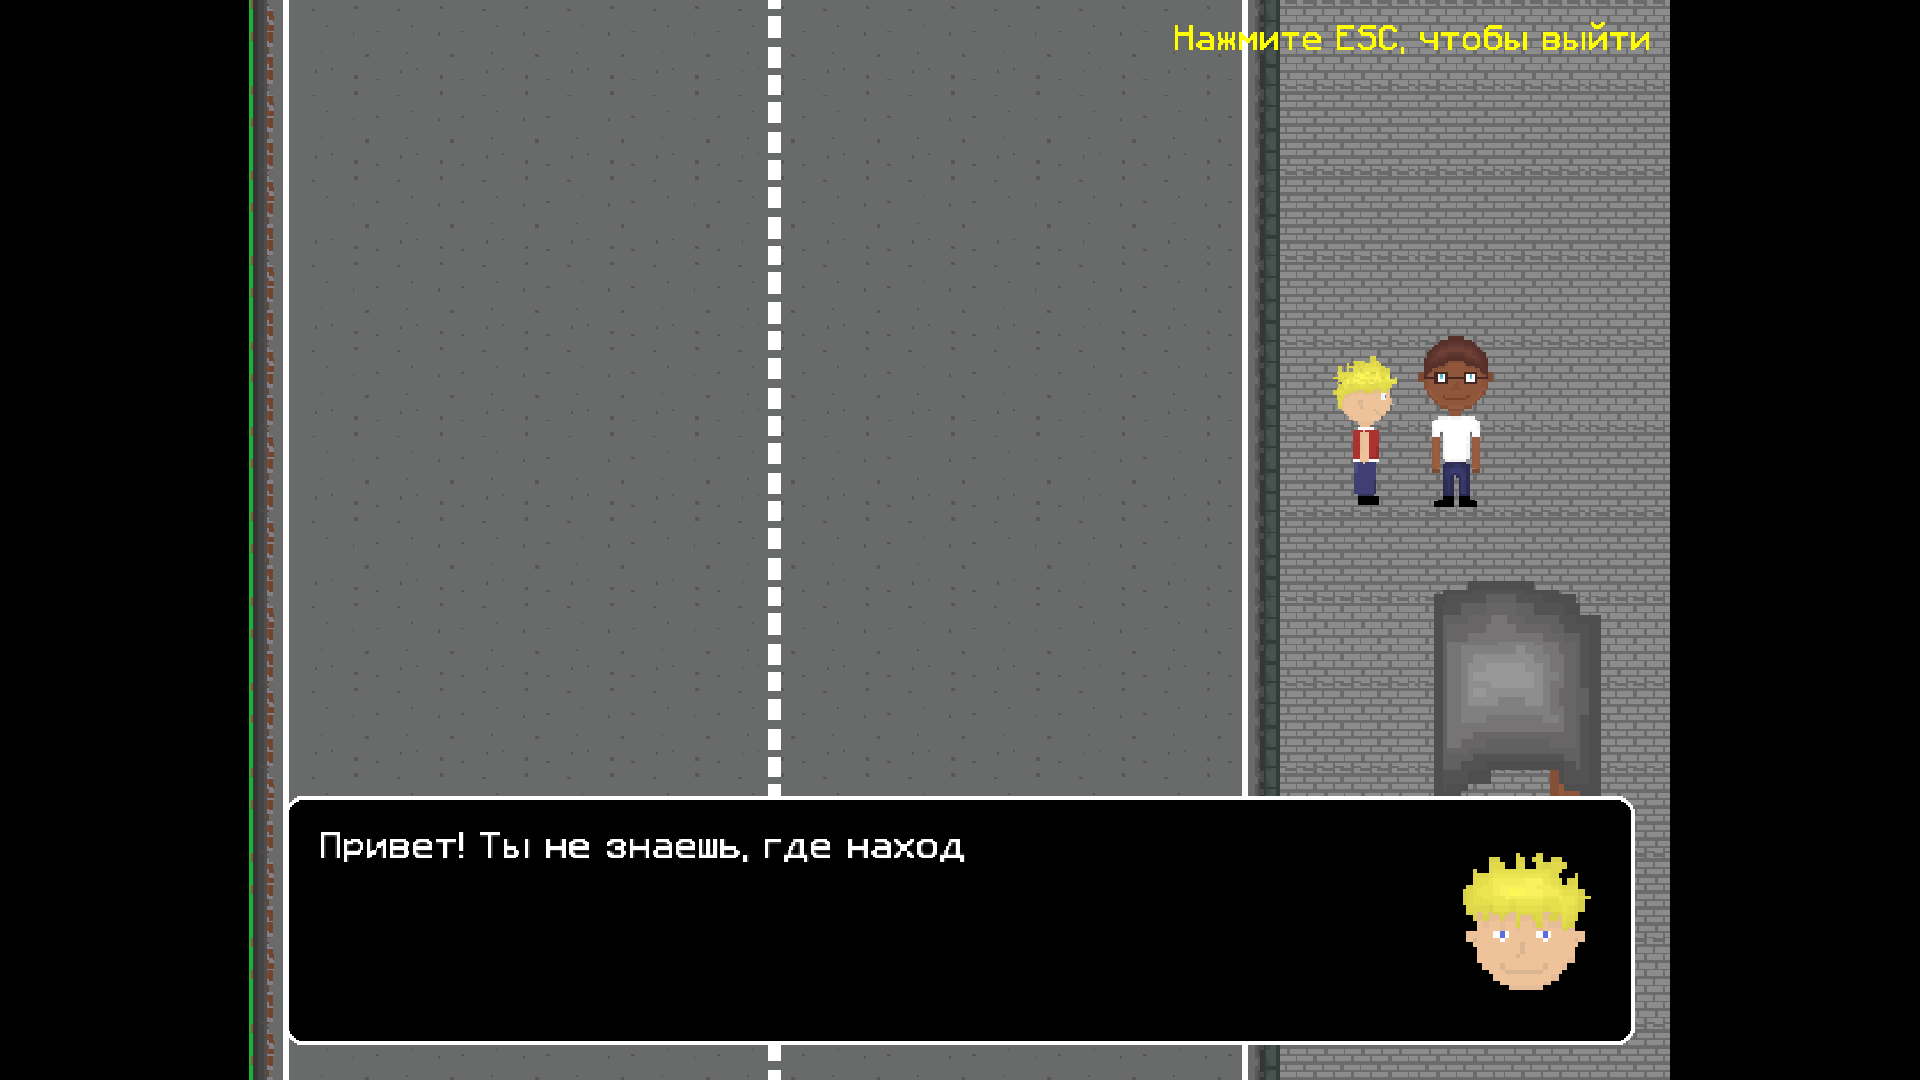 Нажмите ESC, чтобы выйти
Привет! Ты не знаешь, где наход